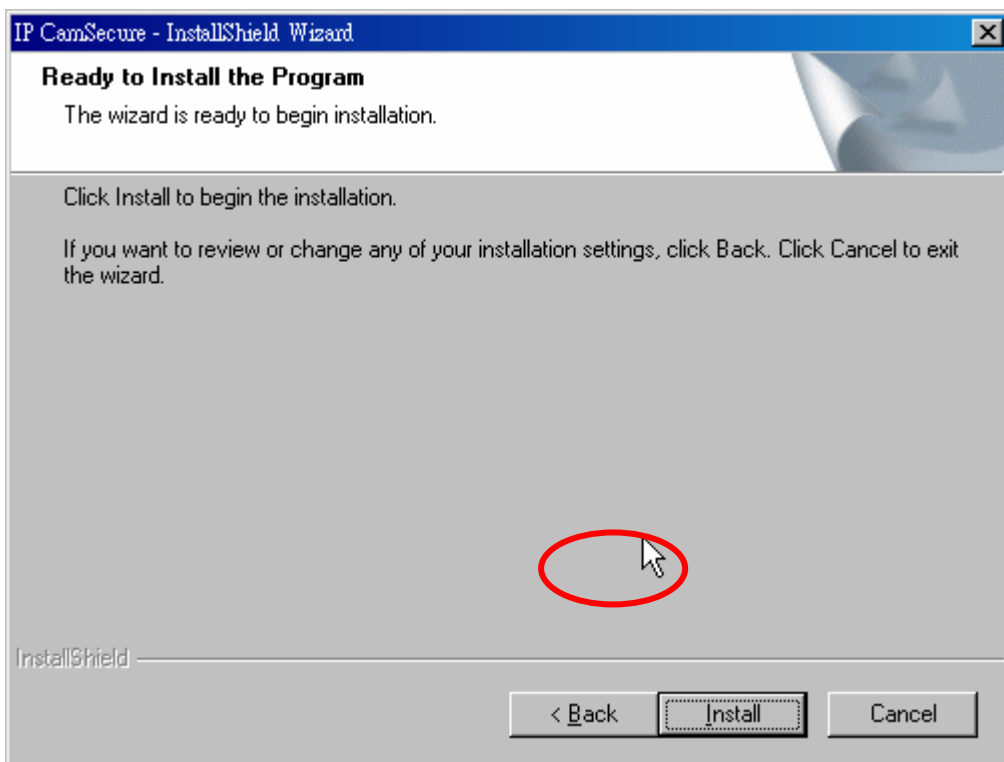 IP CamSecure - InstallShield Wizard
Ready to Install the Program
The wizard is ready to begin installation.
Click Install to begin the installation.
If you want to review or change any of your installation settings, click Back. Click Cancel to exit
the wizard.
InstallShield
< Back
Install
Cancel